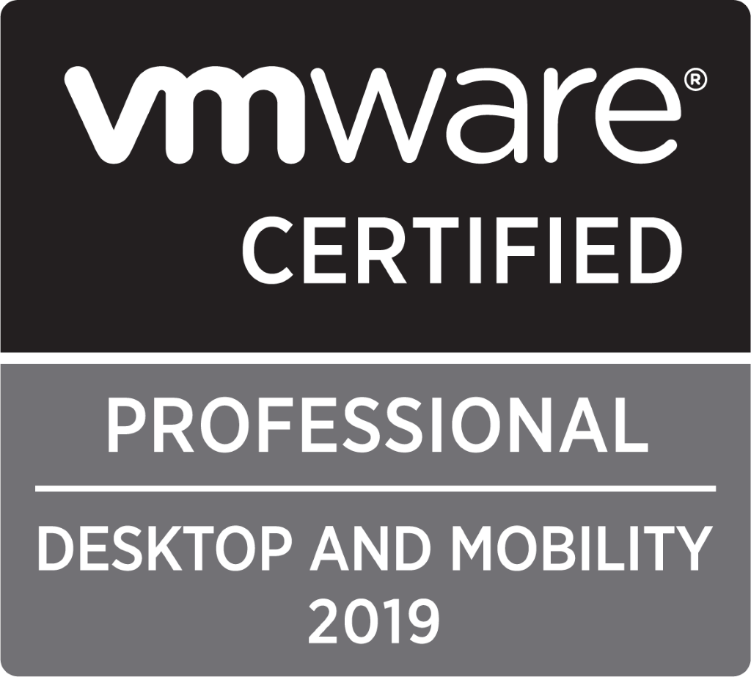 vmware®
CERTIFIED
PROFESSIONAL
DESKTOP AND MOBILITY
2019